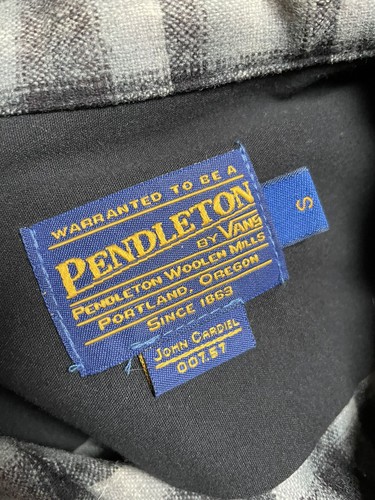 WARRANTED TO BE A
PENDLETON
BY VANS
PENDLETON WOOLEN MILLS
PORTLAND, OREGON
SINCE 1863
S
JOHN CARDIEL
007.57